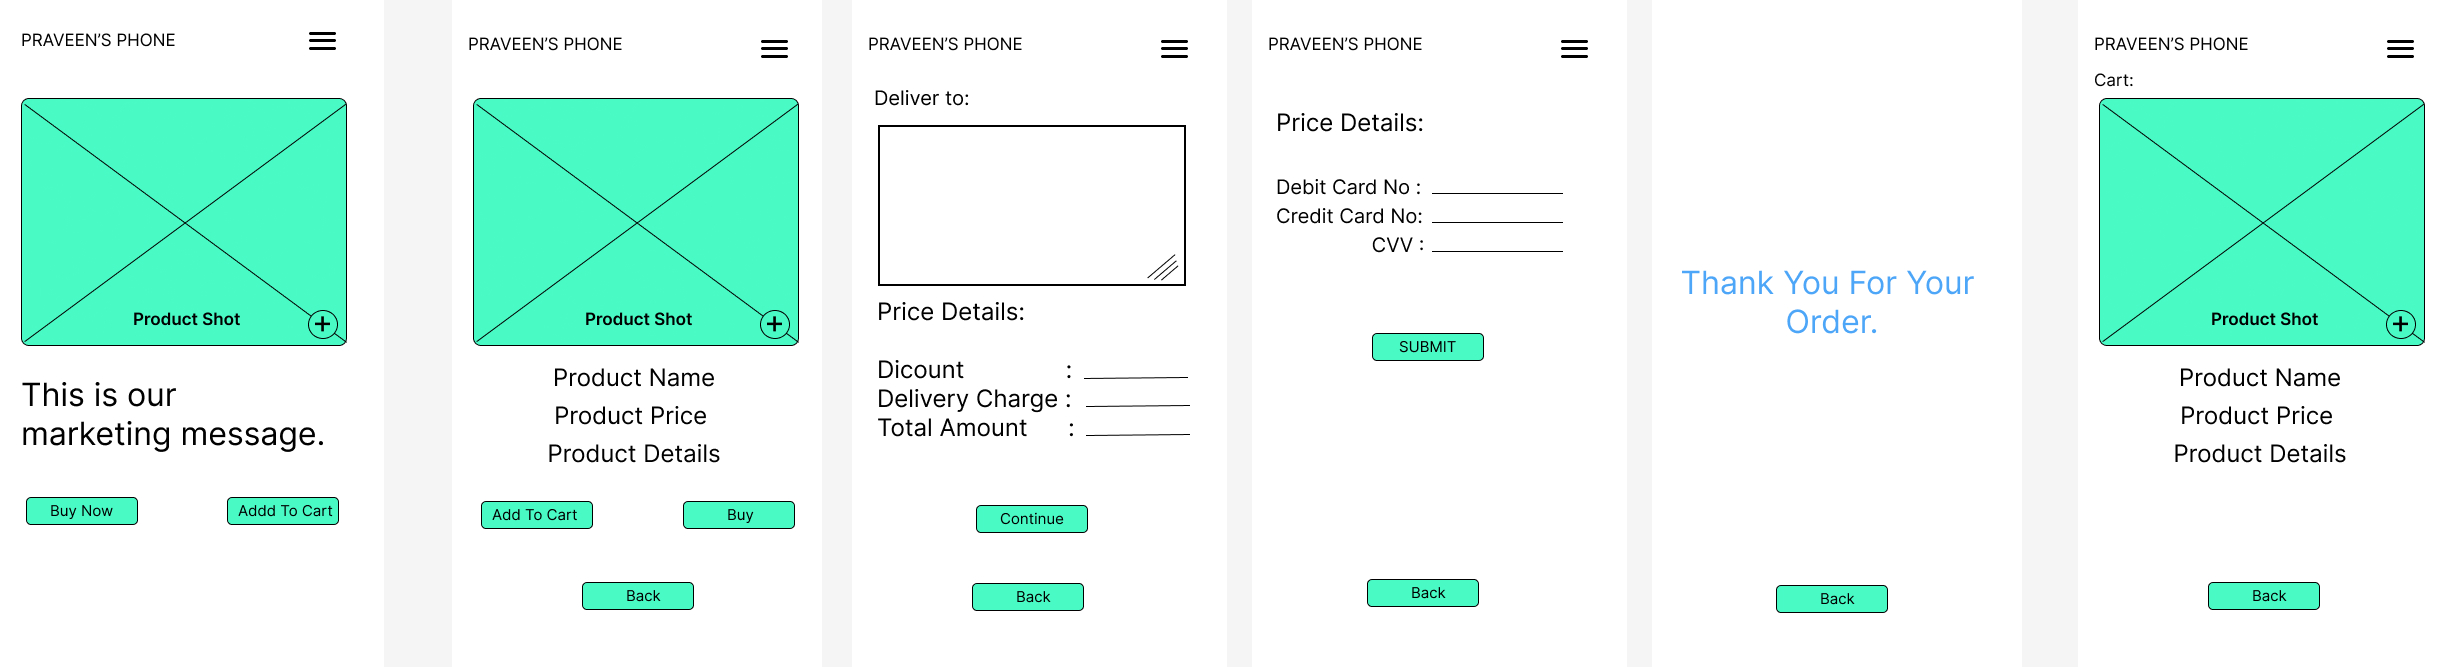 PRAVEEN'S PHONE
Product Shot
This is our
marketing message.
Buy Now
Addd To Cart
PRAVEEN'S PHONE
Product Shot
Product Name
Product Price
Product Details
Add To Cart
Buy
Back
PRAVEEN'S PHONE
Deliver to:
Price Details:
Dicount :
Delivery Charge :
Total Amount :
Continue
Back
PRAVEEN'S PHONE
Price Details:
Debit Card No :
Credit Card No:
CVV :
SUBMIT
Back
Thank You For Your
Order.
Back
PRAVEEN'S PHONE
Cart:
Product Shot
Product Name
Product Price
Product Details
Back